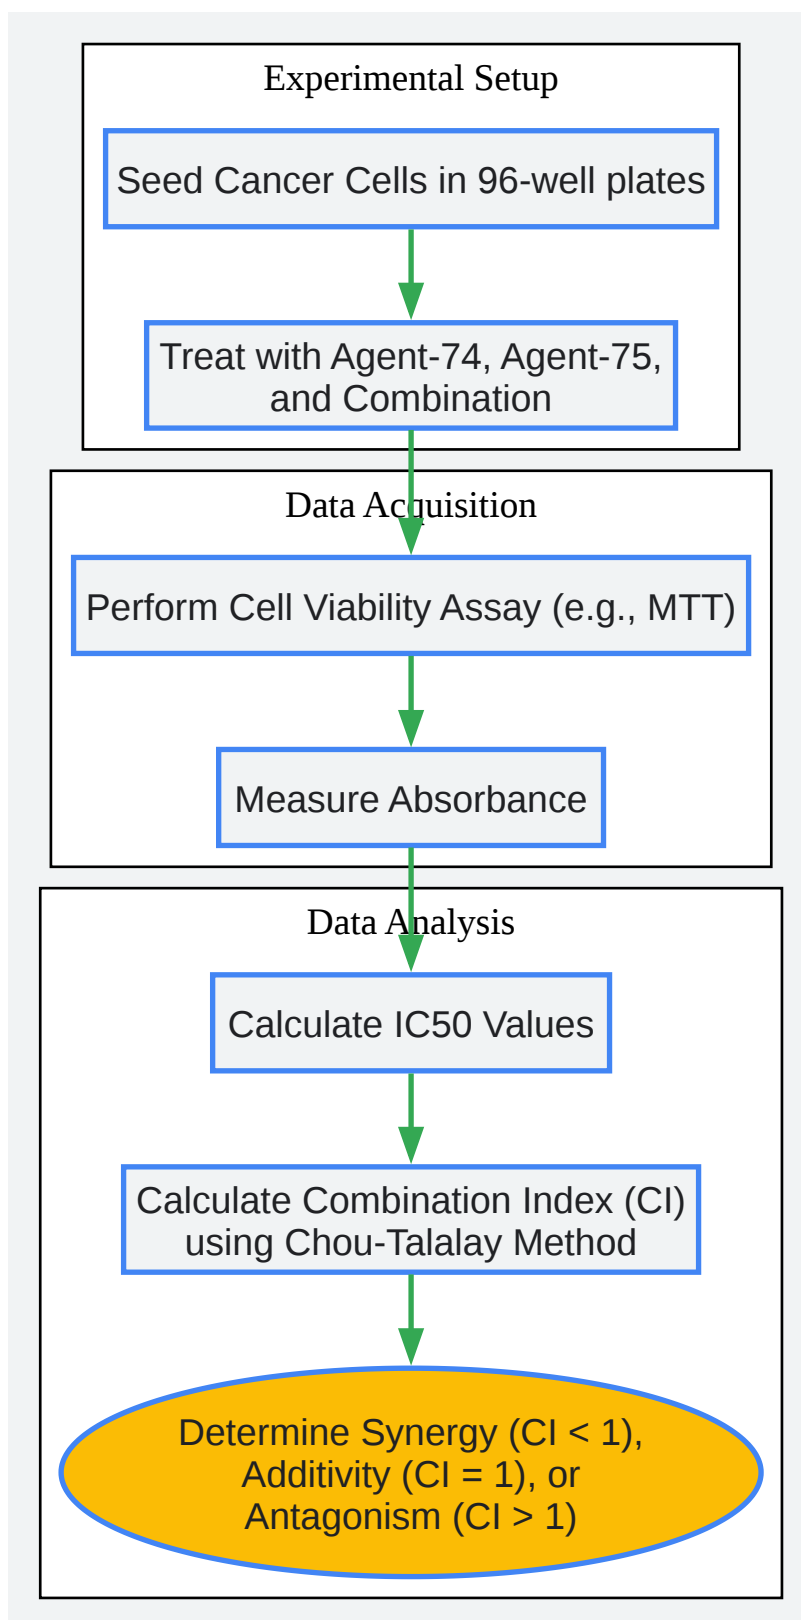 Experimental Setup
Seed Cancer Cells in 96-well plates
Treat with Agent-74, Agent-75,
and Combination
Data Acquisition
Perform Cell Viability Assay (e.g., MTT)
Measure Absorbance
Data Analysis
Calculate IC50 Values
Calculate Combination Index (CI)
using Chou-Talalay Method
Determine Synergy (CI < 1),
Additivity (CI = 1), or
Antagonism (CI > 1)